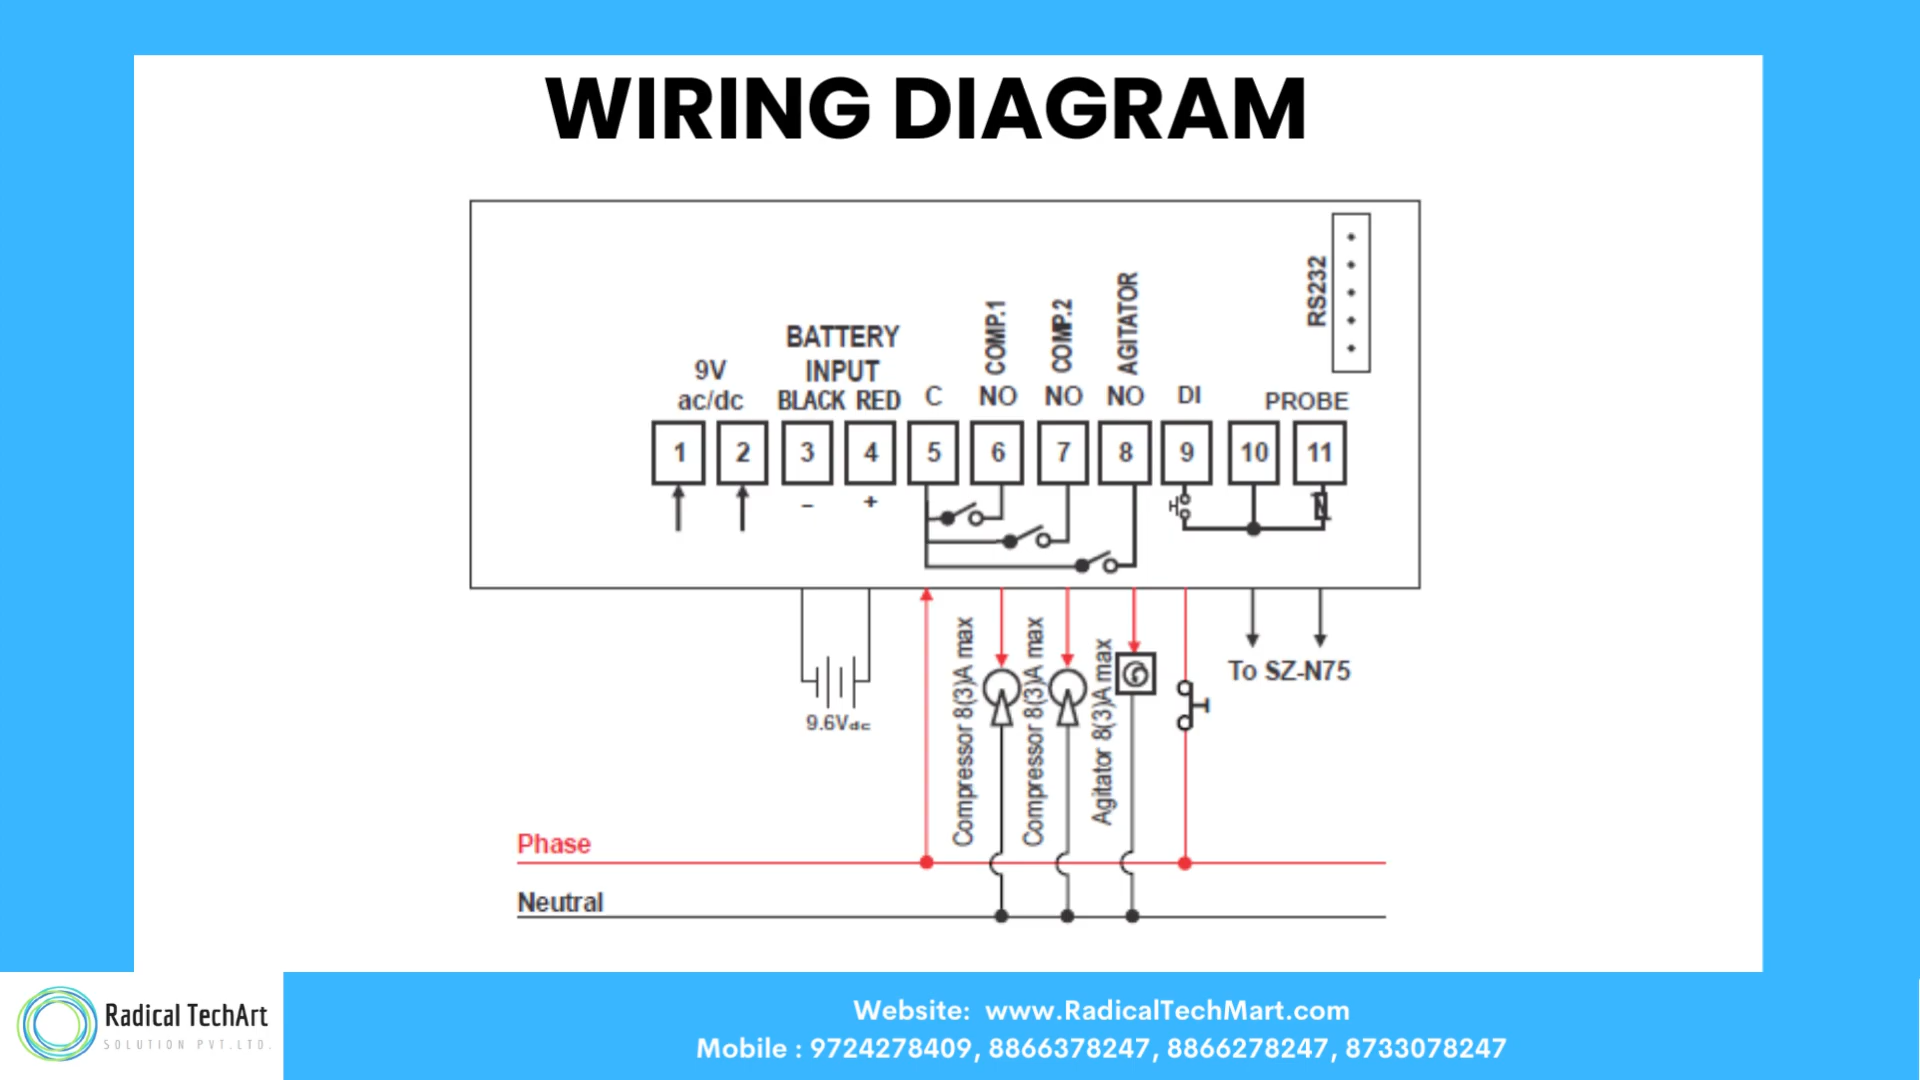 WIRING DIAGRAM
RS232
BATTERY
INPUT
BLACK RED
9V
ac/dc
C
COMP.1
NO
COMP.2
NO
AGITATOR
NO
DI
PROBE
1 2 3 4 5 6 7 8 9 10 11
– +
9.6Vdc
Compressor 8(3)A max
Compressor 8(3)A max
Agitator 8(3)A max
To SZ-N75
Phase
Neutral
Radical TechArt
SOLUTION PVT.LTD.
Website: www.RadicalTechMart.com
Mobile : 9724278409, 8866378247, 8866278247, 8733078247